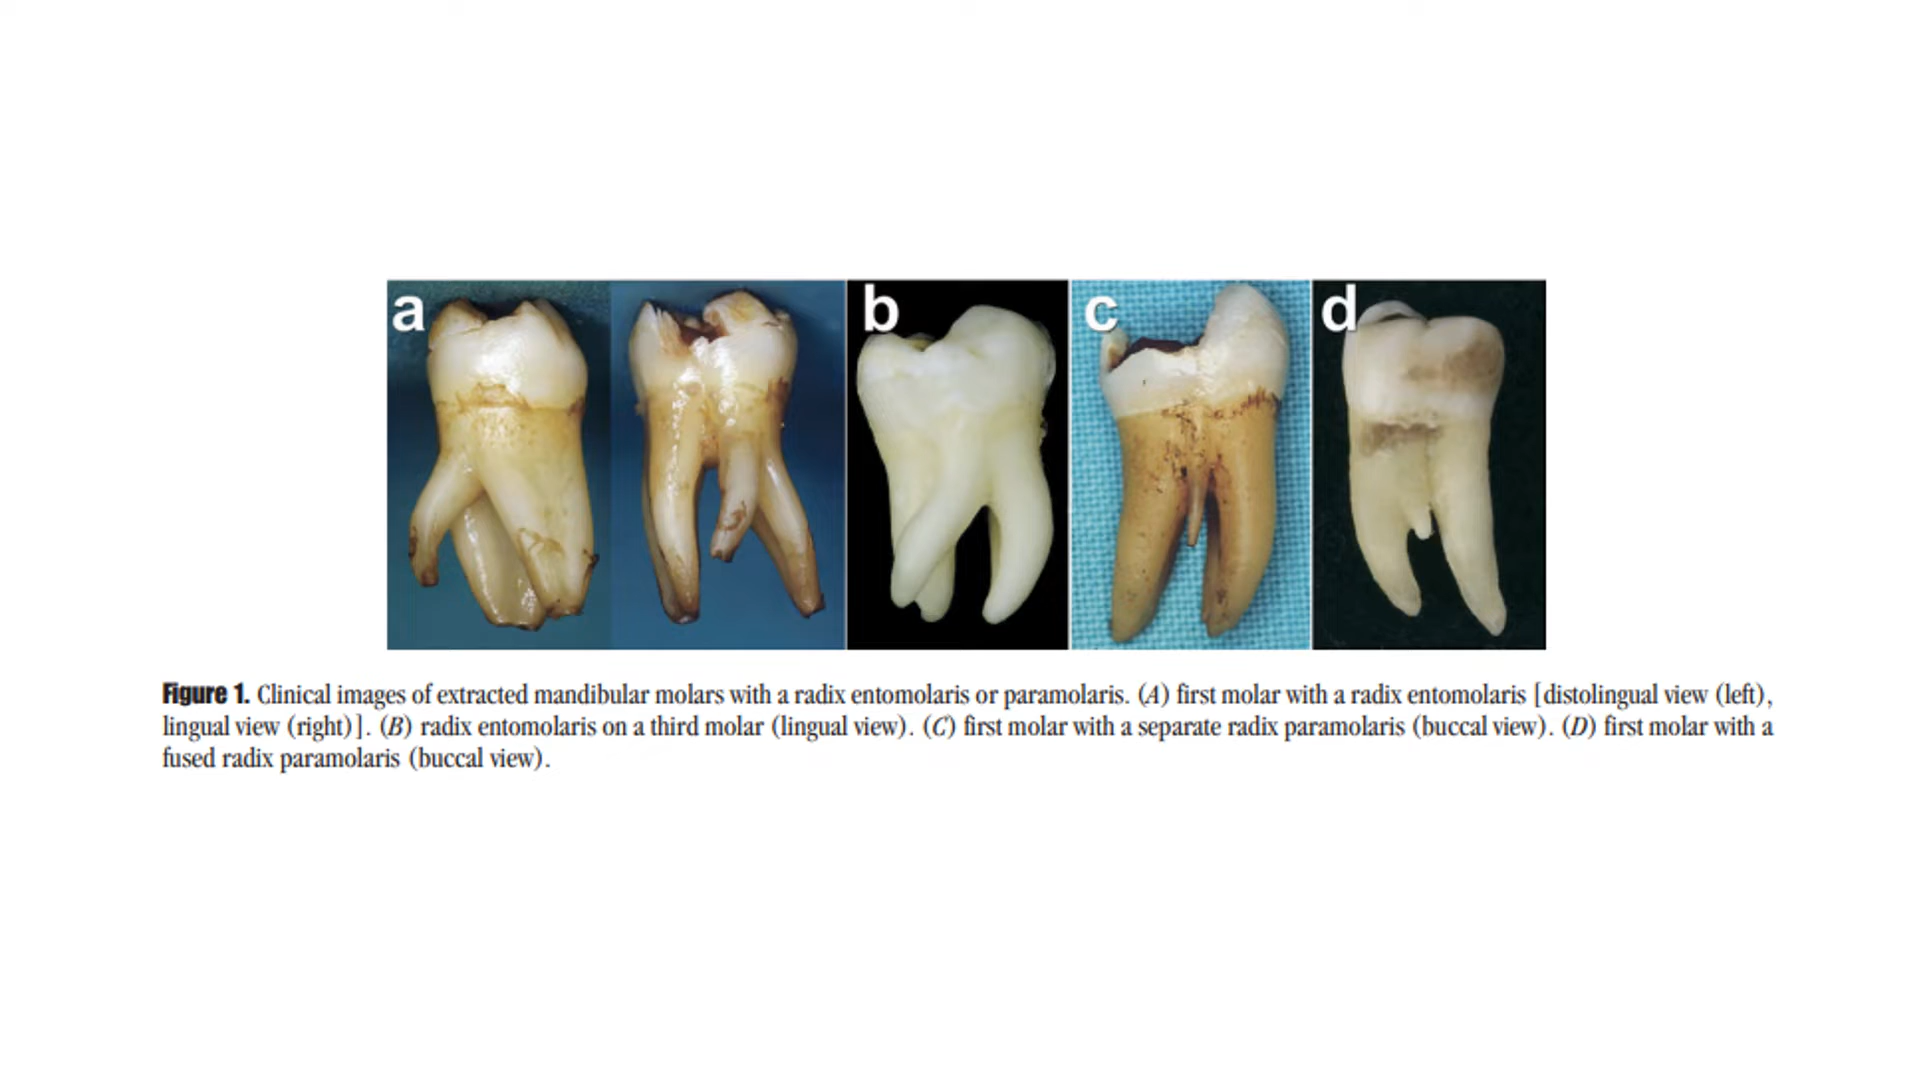 a b c d
Figure 1. Clinical images of extracted mandibular molars with a radix entomolaris or paramolaris. (A) first molar with a radix entomolaris [distolingual view (left),
lingual view (right)]. (B) radix entomolaris on a third molar (lingual view). (C) first molar with a separate radix paramolaris (buccal view). (D) first molar with a
fused radix paramolaris (buccal view).